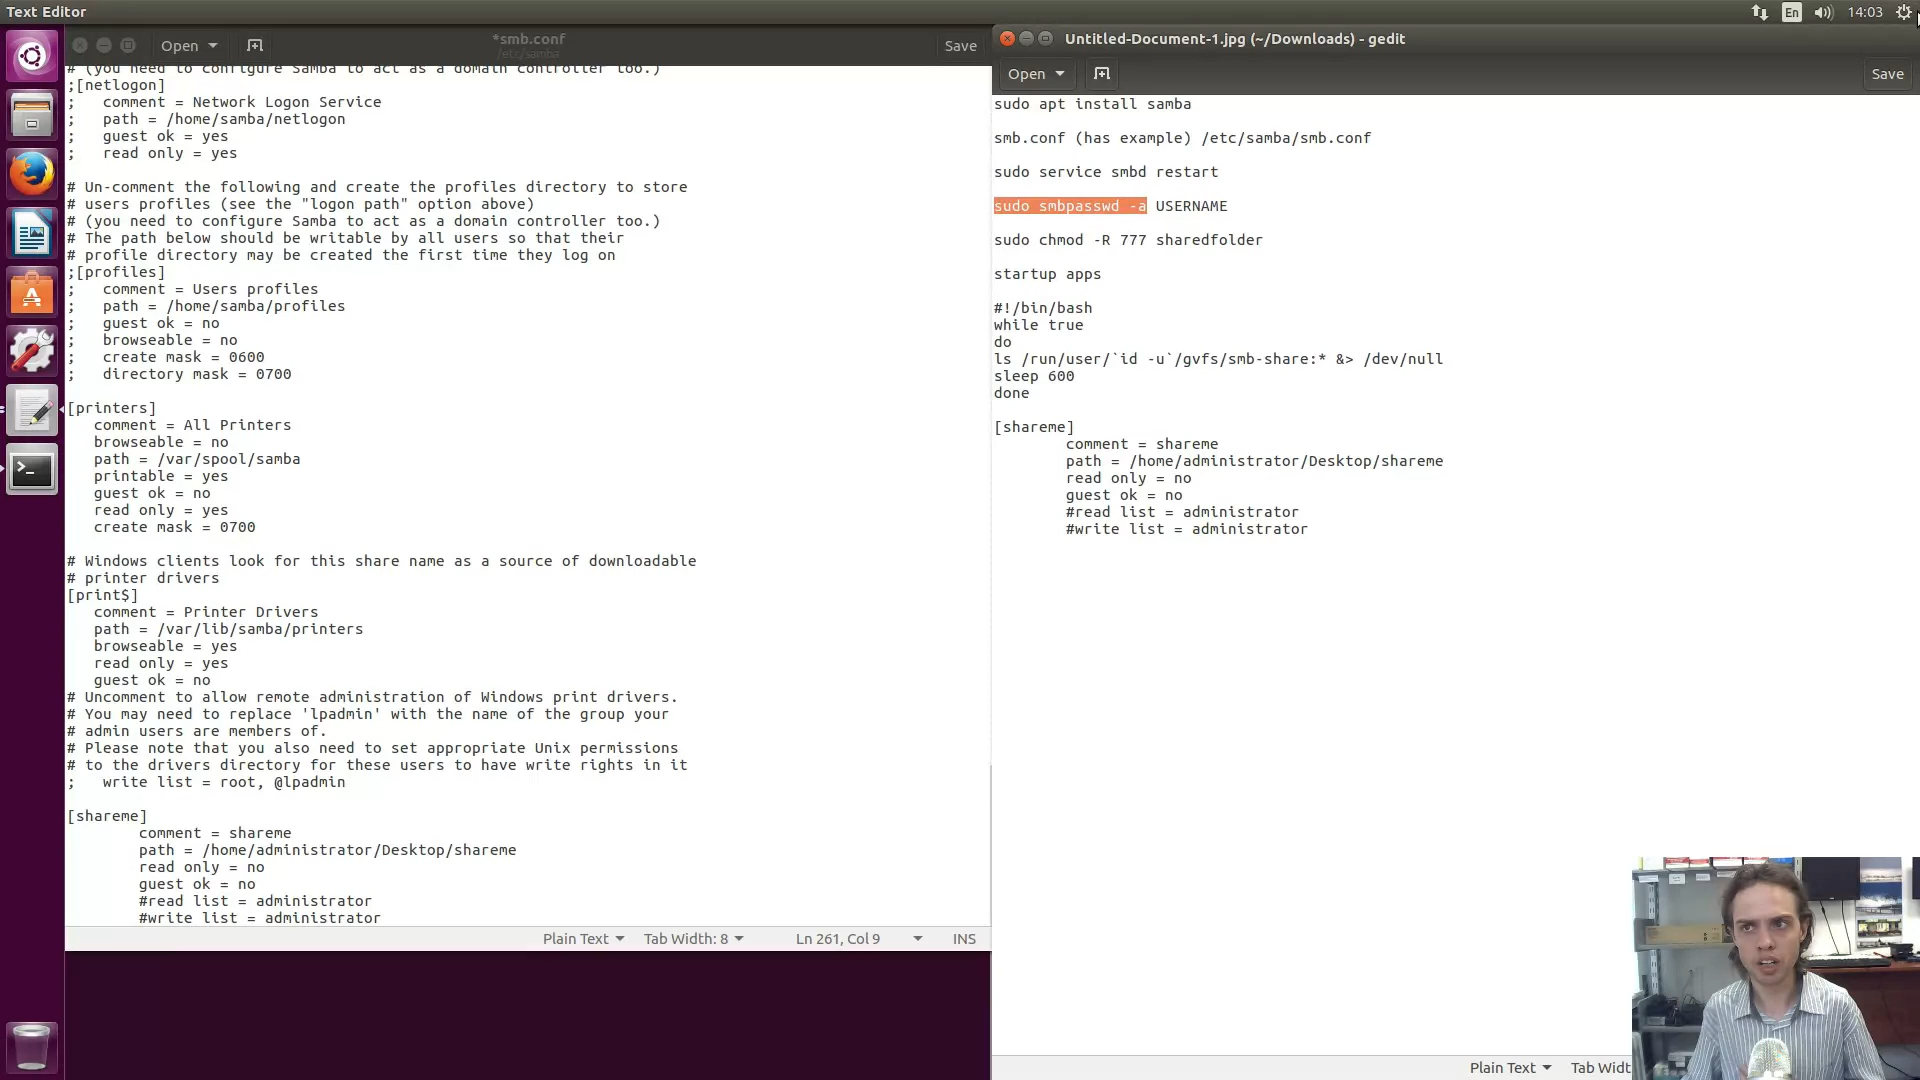 Text Editor
En
14:03
Open
*smb.conf
/etc/samba
Save
# (you need to configure Samba to act as a domain controller too.)
;[netlogon]
;   comment = Network Logon Service
;   path = /home/samba/netlogon
;   guest ok = yes
;   read only = yes
# Un-comment the following and create the profiles directory to store
# users profiles (see the "logon path" option above)
# (you need to configure Samba to act as a domain controller too.)
# The path below should be writable by all users so that their
# profile directory may be created the first time they log on
;[profiles]
;   comment = Users profiles
;   path = /home/samba/profiles
;   guest ok = no
;   browseable = no
;   create mask = 0600
;   directory mask = 0700
[printers]
   comment = All Printers
   browseable = no
   path = /var/spool/samba
   printable = yes
   guest ok = no
   read only = yes
   create mask = 0700
# Windows clients look for this share name as a source of downloadable
# printer drivers
[print$]
   comment = Printer Drivers
   path = /var/lib/samba/printers
   browseable = yes
   read only = yes
   guest ok = no
# Uncomment to allow remote administration of Windows print drivers.
# You may need to replace 'lpadmin' with the name of the group your
# admin users are members of.
# Please note that you also need to set appropriate Unix permissions
# to the drivers directory for these users to have write rights in it
;   write list = root, @lpadmin
[shareme]
        comment = shareme
        path = /home/administrator/Desktop/shareme
        read only = no
        guest ok = no
        #read list = administrator
        #write list = administrator
Plain Text
Tab Width: 8
Ln 261, Col 9
INS
Untitled-Document-1.jpg (~/Downloads) - gedit
Open
Save
sudo apt install samba
smb.conf (has example) /etc/samba/smb.conf
sudo service smbd restart
sudo smbpasswd -a USERNAME
sudo chmod -R 777 sharedfolder
startup apps
#!/bin/bash
while true
do
ls /run/user/`id -u`/gvfs/smb-share:* &> /dev/null
sleep 600
done
[shareme]
        comment = shareme
        path = /home/administrator/Desktop/shareme
        read only = no
        guest ok = no
        #read list = administrator
        #write list = administrator
Plain Text
Tab Widt